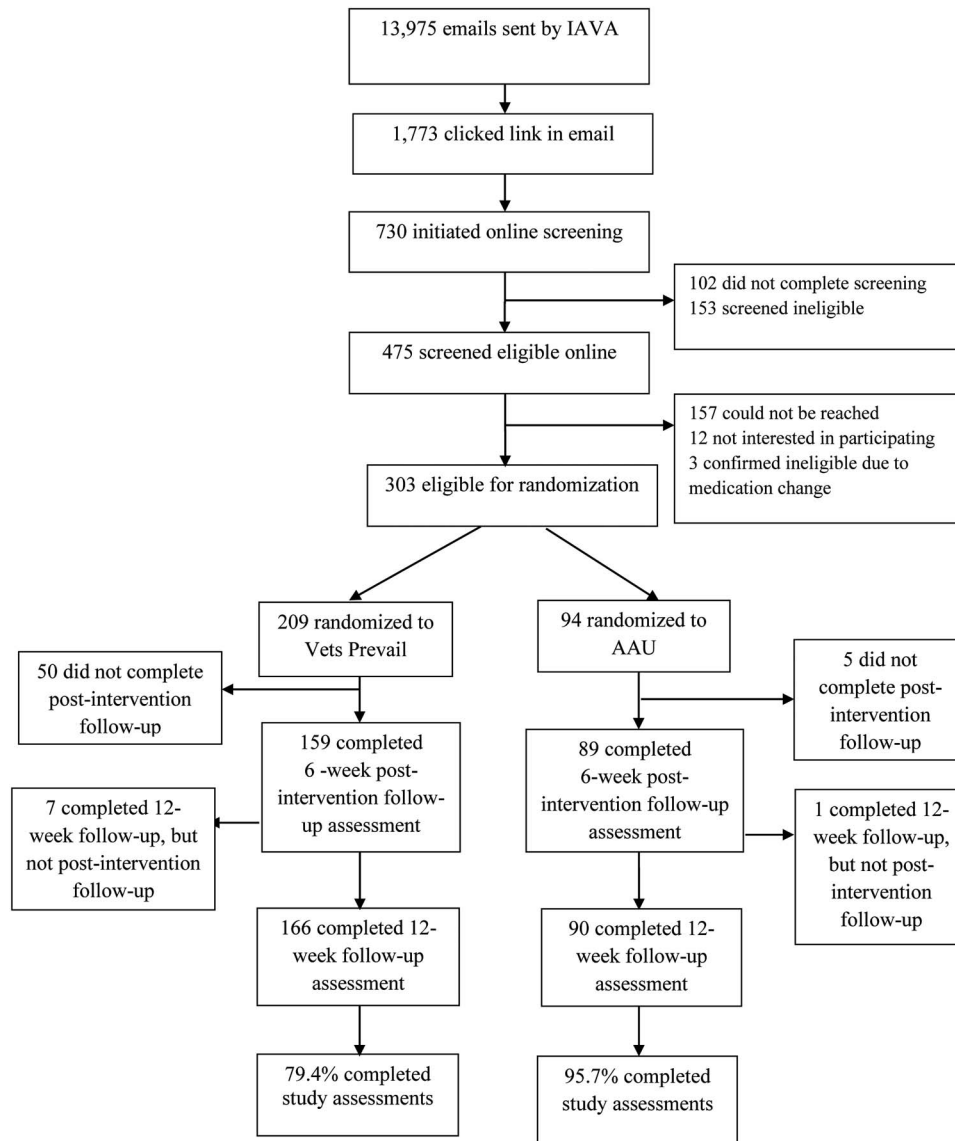 13,975 emails sent by IAVA
1,773 clicked link in email
730 initiated online screening
102 did not complete screening
153 screened ineligible
475 screened eligible online
157 could not be reached
12 not interested in participating
3 confirmed ineligible due to
medication change
303 eligible for randomization
209 randomized to
Vets Prevail
94 randomized to
AAU
50 did not complete
post-intervention
follow-up
5 did not
complete post-
intervention
follow-up
159 completed
6 -week post-
intervention follow-
up assessment
89 completed
6-week post-
intervention follow-up
assessment
7 completed 12-
week follow-up, but
not post-intervention
follow-up
1 completed 12-
week follow-up,
but not post-
intervention
follow-up
166 completed 12-
week follow-up
assessment
90 completed 12-
week follow-up
assessment
79.4% completed
study assessments
95.7% completed
study assessments